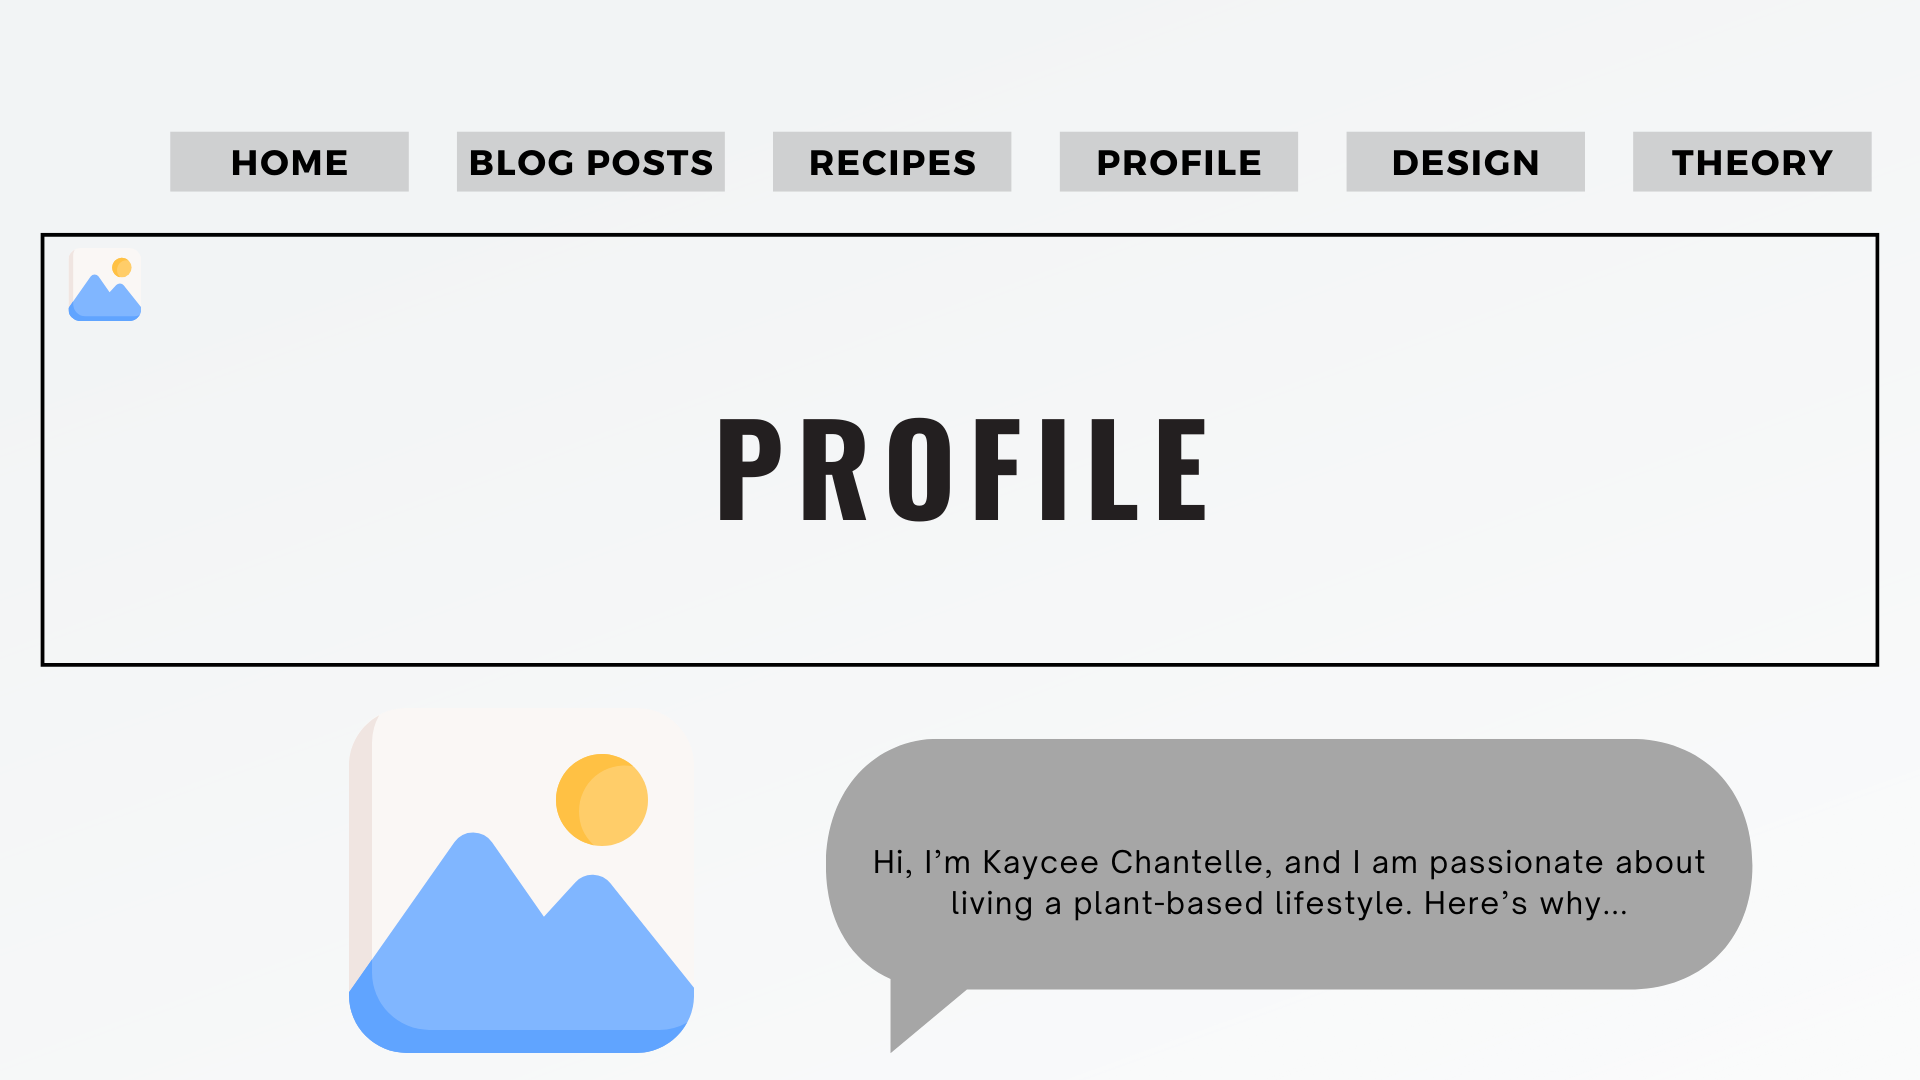 HOME
BLOG POSTS
RECIPES
PROFILE
DESIGN
THEORY
PROFILE
Hi, I’m Kaycee Chantelle, and I am passionate about
living a plant-based lifestyle. Here’s why...